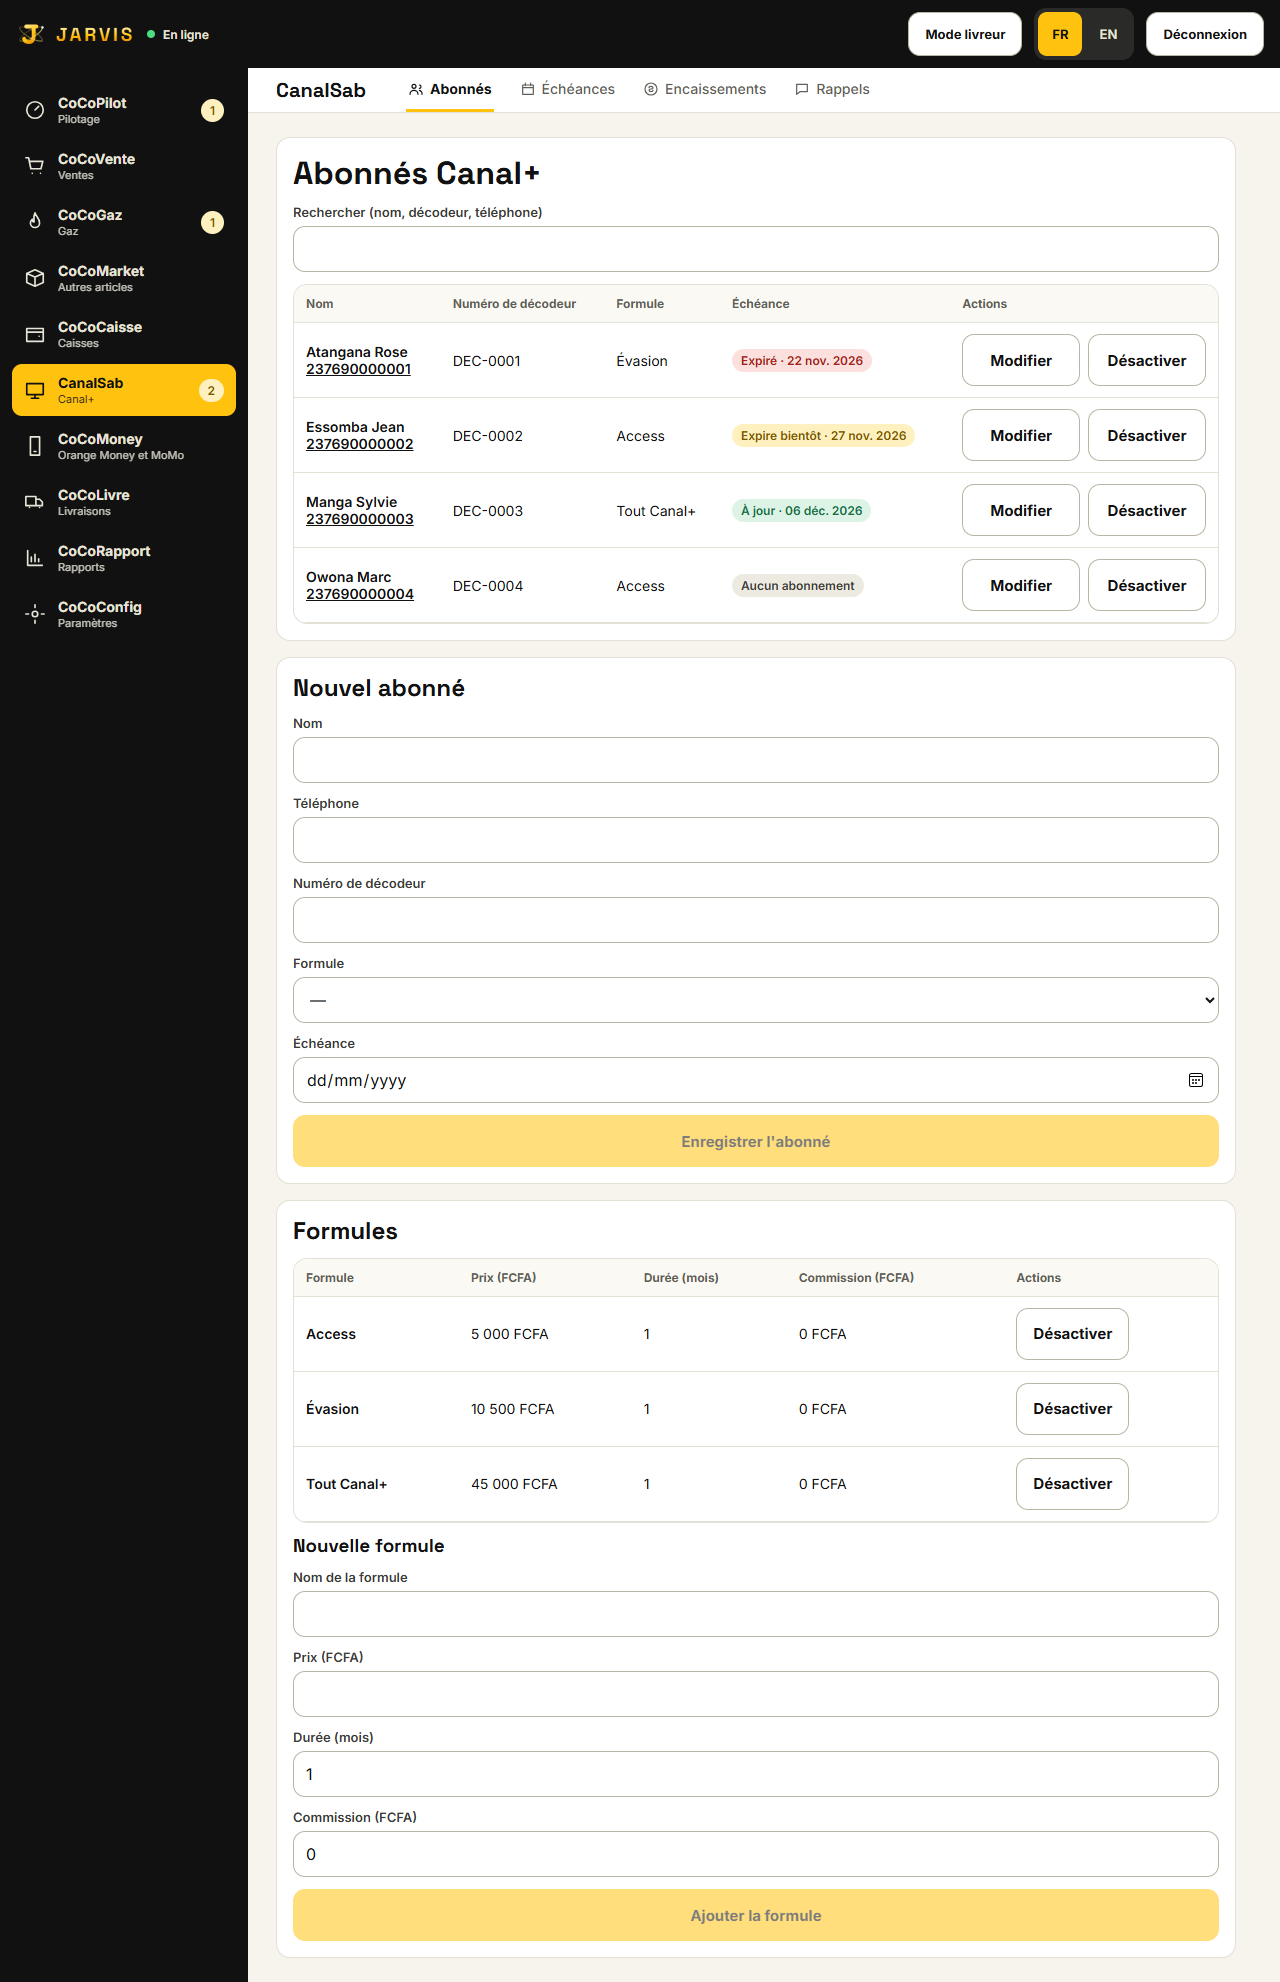 JARVIS
En ligne
Mode livreur
FR
EN
Déconnexion
CoCoPilot
Pilotage
1
CoCoVente
Ventes
CoCoGaz
Gaz
1
CoCoMarket
Autres articles
CoCoCaisse
Caisses
CanalSab
Canal+
2
CoCoMoney
Orange Money et MoMo
CoCoLivre
Livraisons
CoCoRapport
Rapports
CoCoConfig
Paramètres
CanalSab
Abonnés
Échéances
Encaissements
Rappels
Abonnés Canal+
Rechercher (nom, décodeur, téléphone)
Nom Numéro de décodeur Formule Échéance Actions
Atangana Rose
237690000001
DEC-0001 Évasion Expiré · 22 nov. 2026 Modifier Désactiver
Essomba Jean
237690000002
DEC-0002 Access Expire bientôt · 27 nov. 2026 Modifier Désactiver
Manga Sylvie
237690000003
DEC-0003 Tout Canal+ À jour · 06 déc. 2026 Modifier Désactiver
Owona Marc
237690000004
DEC-0004 Access Aucun abonnement Modifier Désactiver
Nouvel abonné
Nom
Téléphone
Numéro de décodeur
Formule
—
Échéance
dd/mm/yyyy
Enregistrer l'abonné
Formules
Formule Prix (FCFA) Durée (mois) Commission (FCFA) Actions
Access 5 000 FCFA 1 0 FCFA Désactiver
Évasion 10 500 FCFA 1 0 FCFA Désactiver
Tout Canal+ 45 000 FCFA 1 0 FCFA Désactiver
Nouvelle formule
Nom de la formule
Prix (FCFA)
Durée (mois)
1
Commission (FCFA)
0
Ajouter la formule